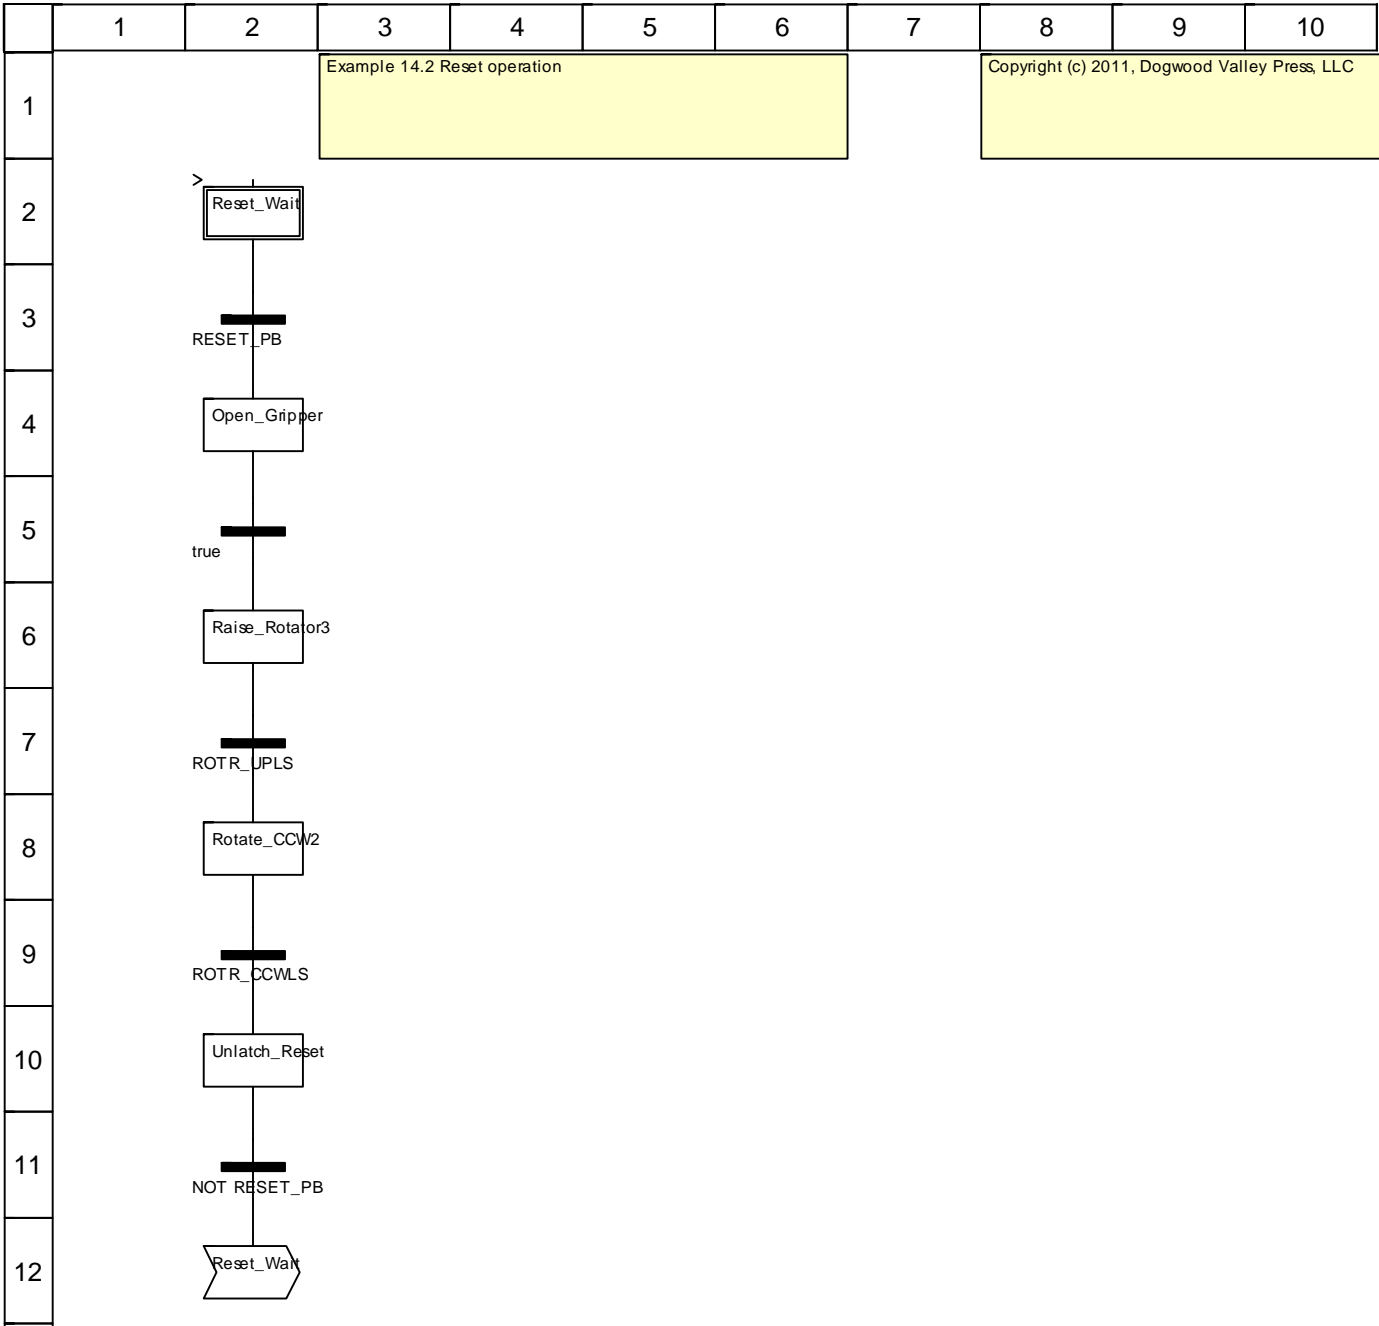 1 2 3 4 5 6 7 8 9 10
1
Example 14.2 Reset operation
Copyright (c) 2011, Dogwood Valley Press, LLC
2
>
Reset_Wait
3
RESET_PB
4
Open_Gripper
5
true
6
Raise_Rotator3
7
ROTR_UPLS
8
Rotate_CCW2
9
ROTR_CCWLS
10
Unlatch_Reset
11
NOT RESET_PB
12
Reset_Wait